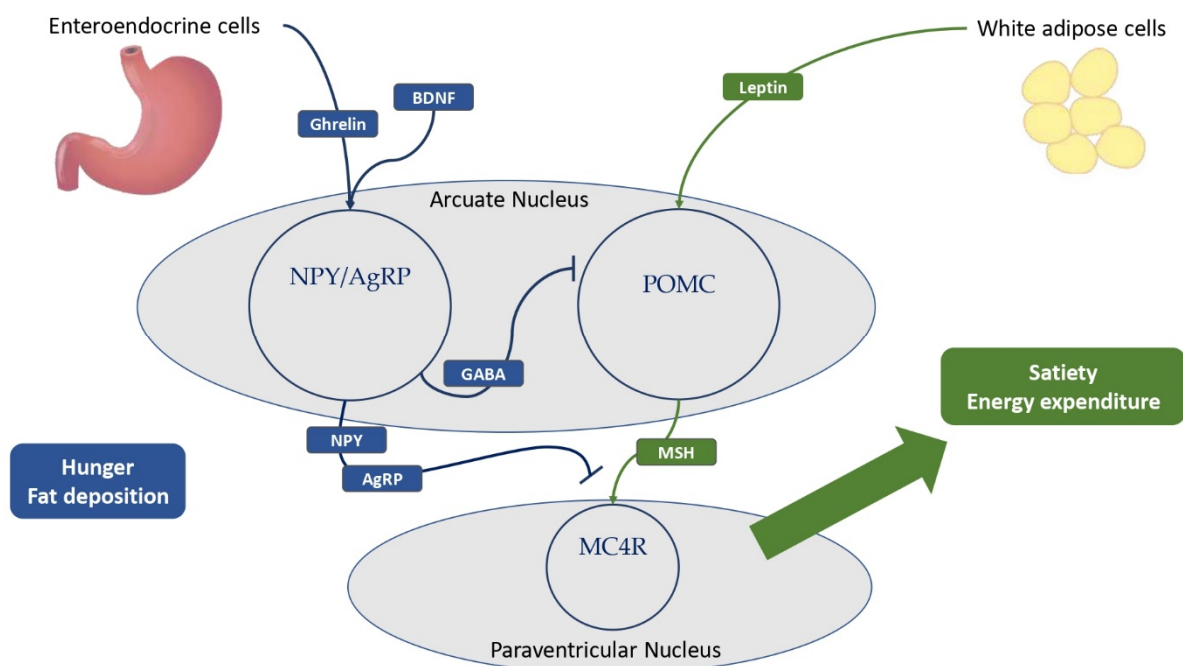 Enteroendocrine cells
White adipose cells
BDNF
Leptin
Ghrelin
Arcuate Nucleus
NPY/AgRP
POMC
GABA
Satiety
Energy expenditure
NPY
MSH
AgRP
Hunger
Fat deposition
MC4R
Paraventricular Nucleus